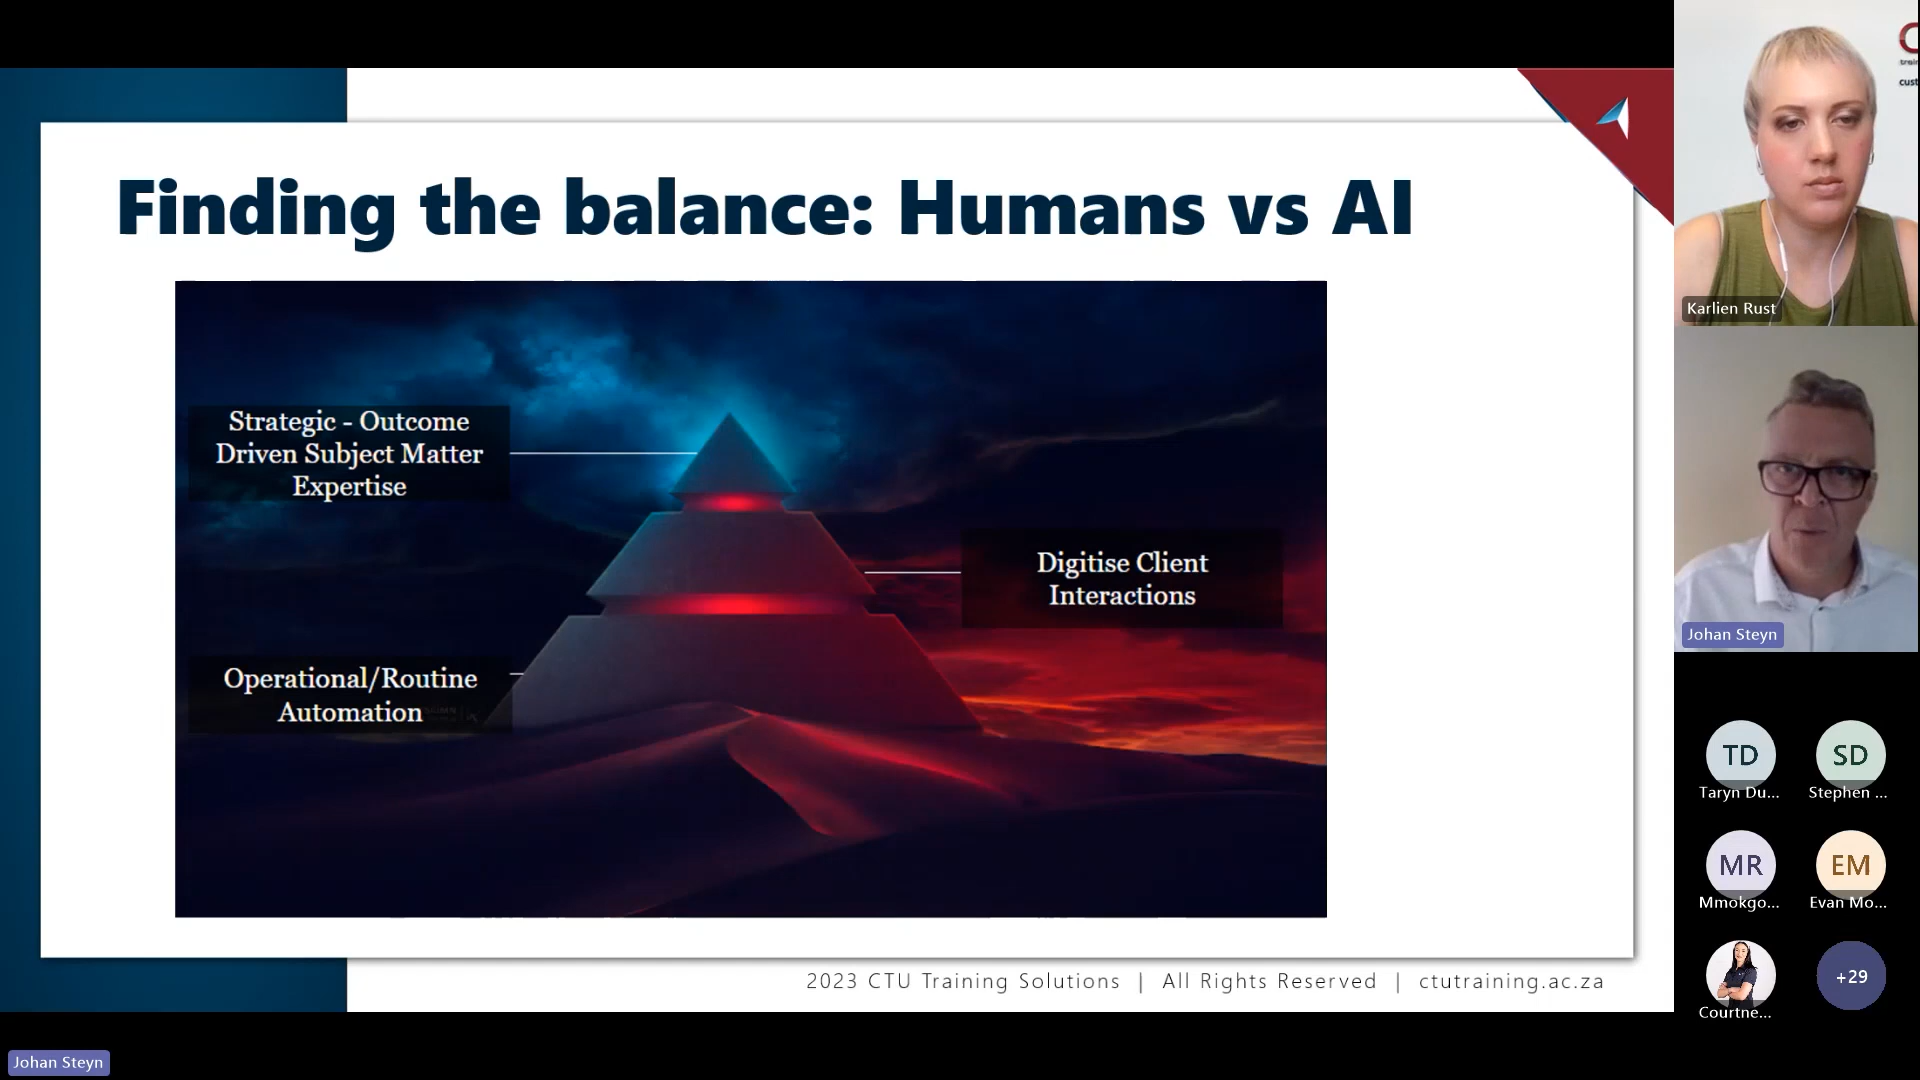 Finding the balance: Humans vs AI
Strategic - Outcome
Driven Subject Matter
Expertise
Digitise Client
Interactions
Operational/Routine
Automation
2023 CTU Training Solutions | All Rights Reserved | ctutraining.ac.za
Johan Steyn
Karlien Rust
Johan Steyn
TD
Taryn Du...
SD
Stephen ...
MR
Mmokgo...
EM
Evan Mo...
Courtne...
+29